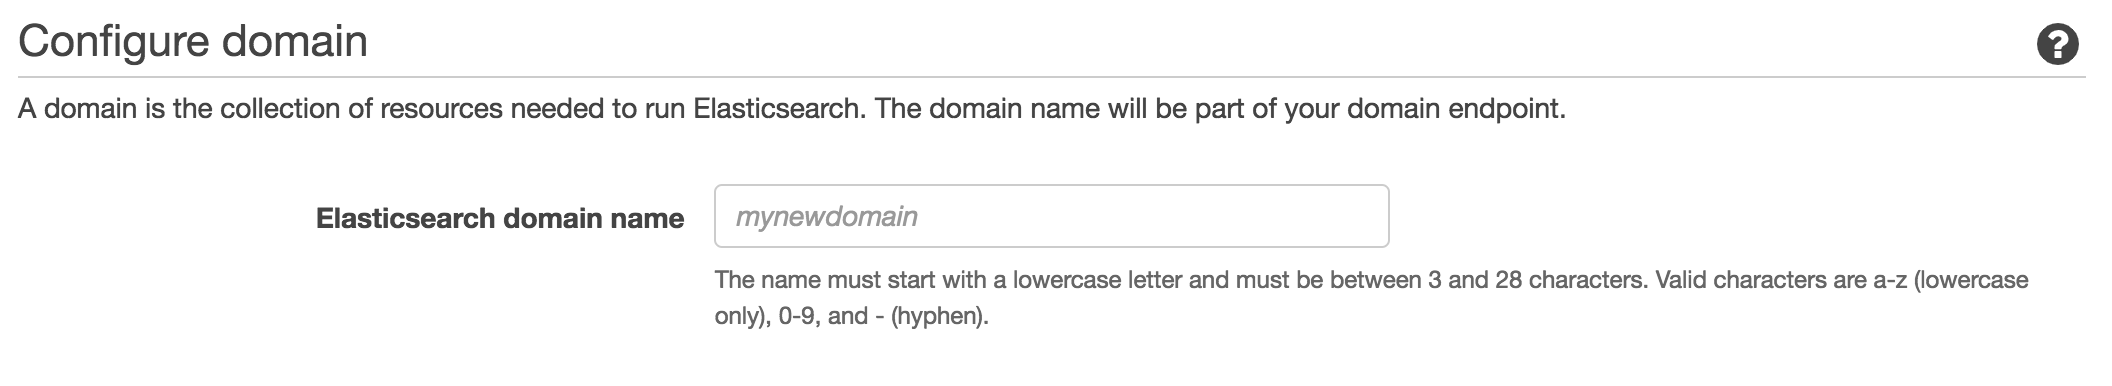 Configure domain
?
A domain is the collection of resources needed to run Elasticsearch. The domain name will be part of your domain endpoint.
Elasticsearch domain name
mynewdomain
The name must start with a lowercase letter and must be between 3 and 28 characters. Valid characters are a-z (lowercase
only), 0-9, and - (hyphen).